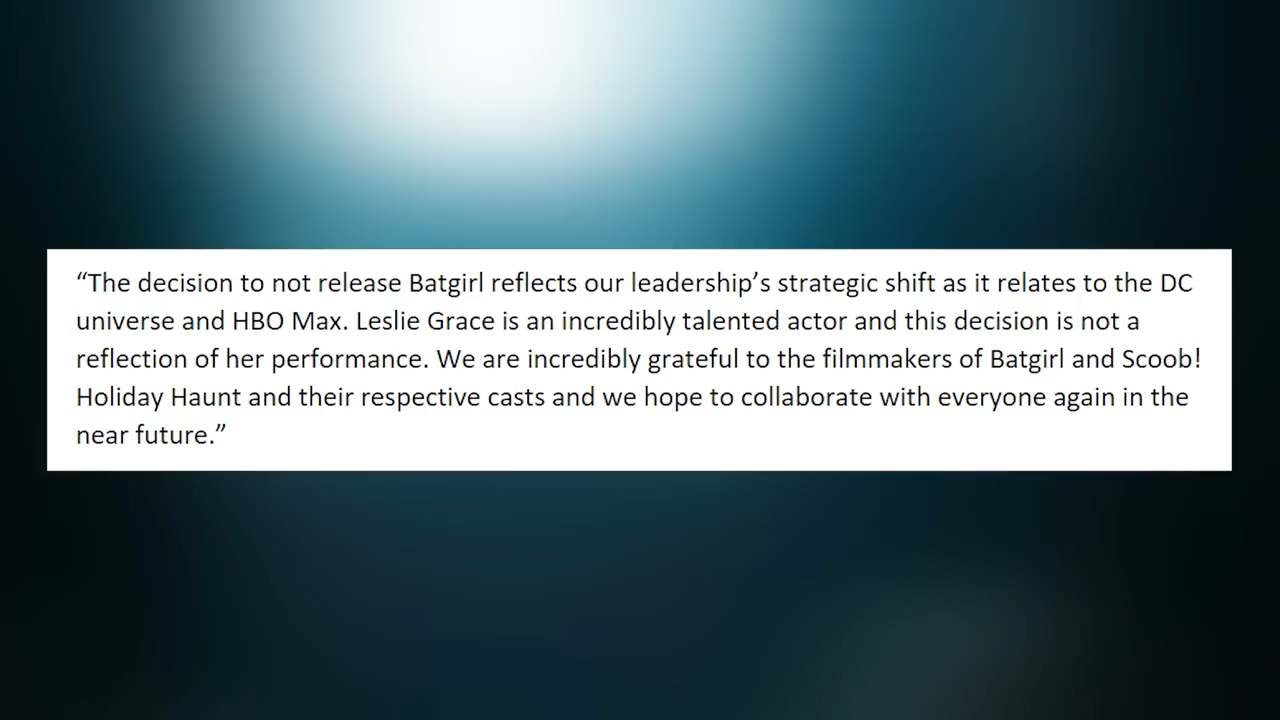 “The decision to not release Batgirl reflects our leadership’s strategic shift as it relates to the DC
universe and HBO Max. Leslie Grace is an incredibly talented actor and this decision is not a
reflection of her performance. We are incredibly grateful to the filmmakers of Batgirl and Scoob!
Holiday Haunt and their respective casts and we hope to collaborate with everyone again in the
near future.”